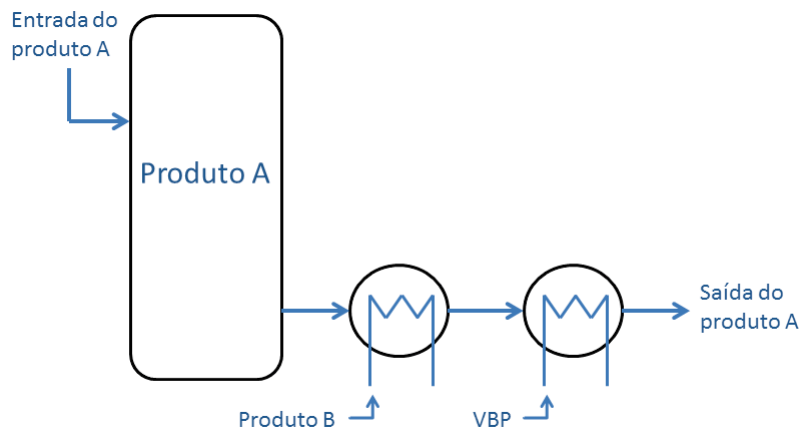 Entrada do
produto A
Produto A
Saída do
produto A
Produto B
VBP